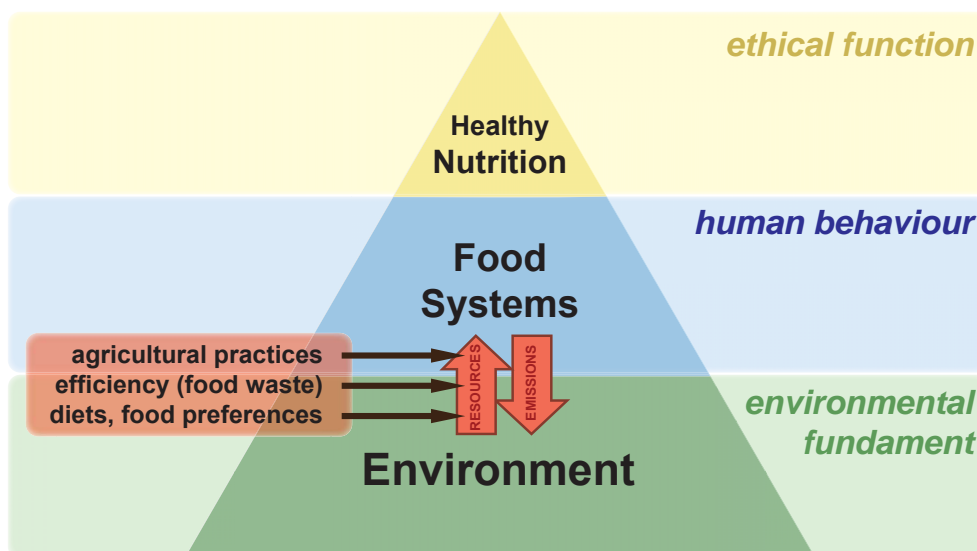 ethical function
Healthy
Nutrition
human behaviour
Food
Systems
agricultural practices
efficiency (food waste)
diets, food preferences
RESOURCES
EMISSIONS
environmental
fundament
Environment